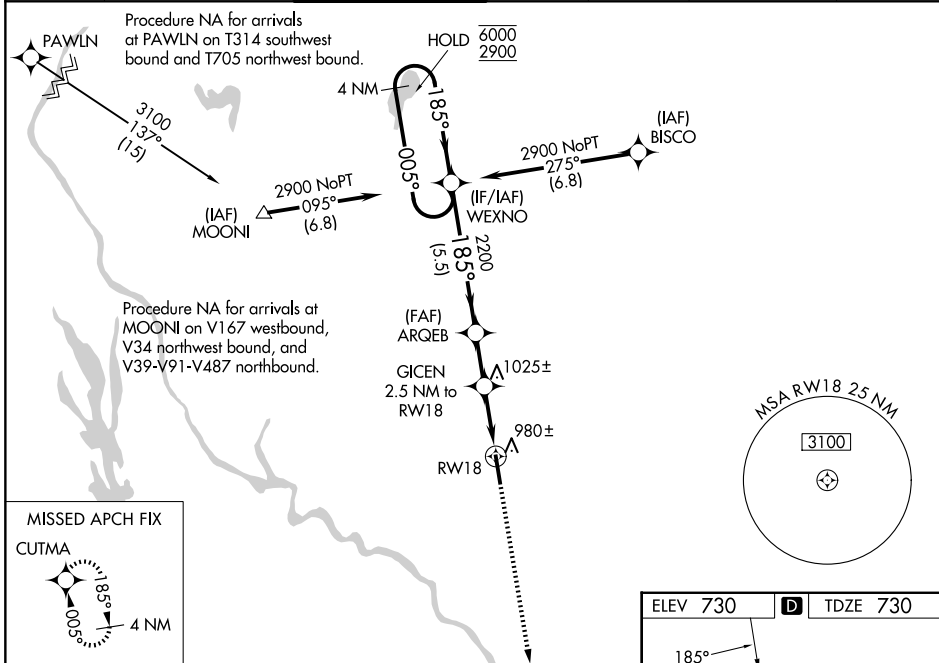 Procedure NA for arrivals
at PAWLN on T314 southwest
bound and T705 northwest bound.
PAWLN
3100
137°
(15)
HOLD
6000
2900
4 NM
185°
005°
(IAF)
BISCO
2900 NoPT
275°
(6.8)
2900 NoPT
095°
(6.8)
(IAF)
MOONI
(IF/IAF)
WEXNO
2200
185°
(5.5)
Procedure NA for arrivals at
MOONI on V167 westbound,
V34 northwest bound, and
V39-V91-V487 northbound.
(FAF)
ARQEB
GICEN
2.5 NM to
RW18
1025±
980±
RW18
MSA RW18 25 NM
3100
MISSED APCH FIX
CUTMA
185°
005°
4 NM
ELEV 730 D TDZE 730
185°